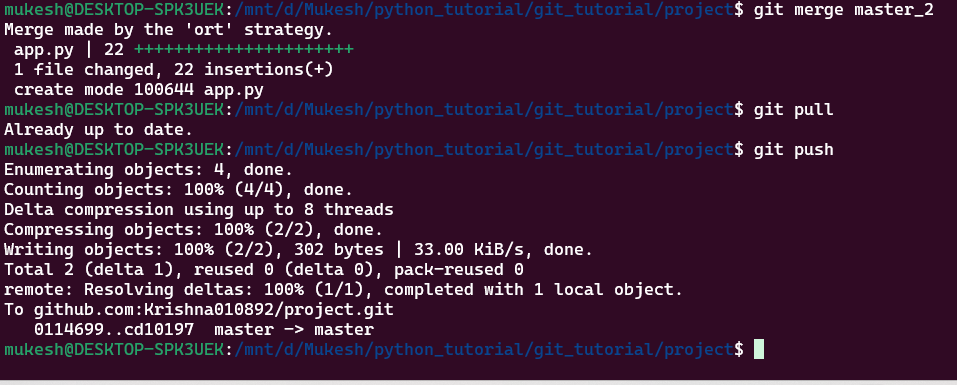 mukesh@DESKTOP-SPK3UEK:/mnt/d/Mukesh/python_tutorial/git_tutorial/project$ git merge master_2
Merge made by the 'ort' strategy.
 app.py | 22 ++++++++++++++++++++++
 1 file changed, 22 insertions(+)
 create mode 100644 app.py
mukesh@DESKTOP-SPK3UEK:/mnt/d/Mukesh/python_tutorial/git_tutorial/project$ git pull
Already up to date.
mukesh@DESKTOP-SPK3UEK:/mnt/d/Mukesh/python_tutorial/git_tutorial/project$ git push
Enumerating objects: 4, done.
Counting objects: 100% (4/4), done.
Delta compression using up to 8 threads
Compressing objects: 100% (2/2), done.
Writing objects: 100% (2/2), 302 bytes | 33.00 KiB/s, done.
Total 2 (delta 1), reused 0 (delta 0), pack-reused 0
remote: Resolving deltas: 100% (1/1), completed with 1 local object.
To github.com:Krishna010892/project.git
   0114699..cd10197  master -> master
mukesh@DESKTOP-SPK3UEK:/mnt/d/Mukesh/python_tutorial/git_tutorial/project$